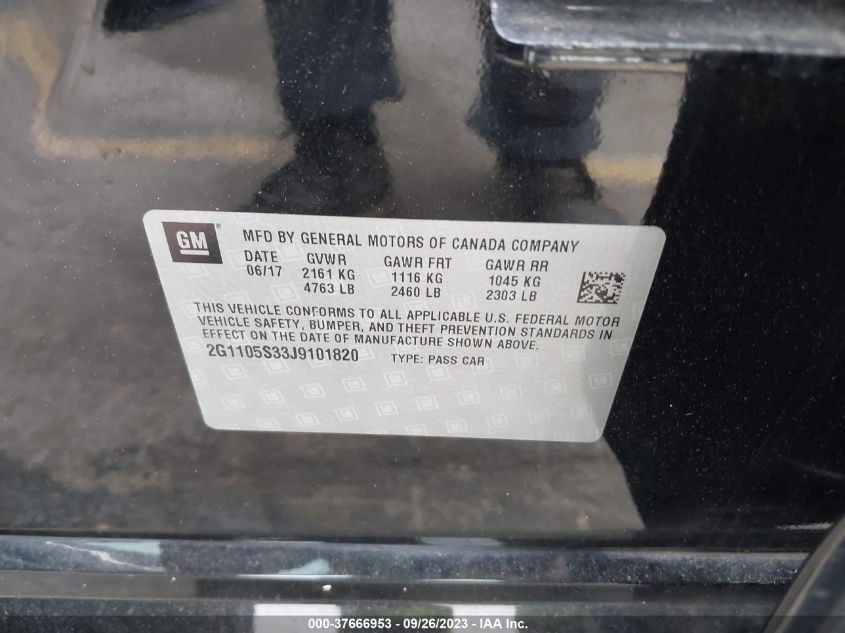 GM ®
MFD BY GENERAL MOTORS OF CANADA COMPANY
DATE GVWR GAWR FRT GAWR RR
06/17 2161 KG 1116 KG 1045 KG
4763 LB 2460 LB 2303 LB
THIS VEHICLE CONFORMS TO ALL APPLICABLE U.S. FEDERAL MOTOR
VEHICLE SAFETY, BUMPER, AND THEFT PREVENTION STANDARDS IN
EFFECT ON THE DATE OF MANUFACTURE SHOWN ABOVE.
2G1105S33J9101820 TYPE: PASS CAR
000-37666953 - 09/26/2023 - IAA Inc.